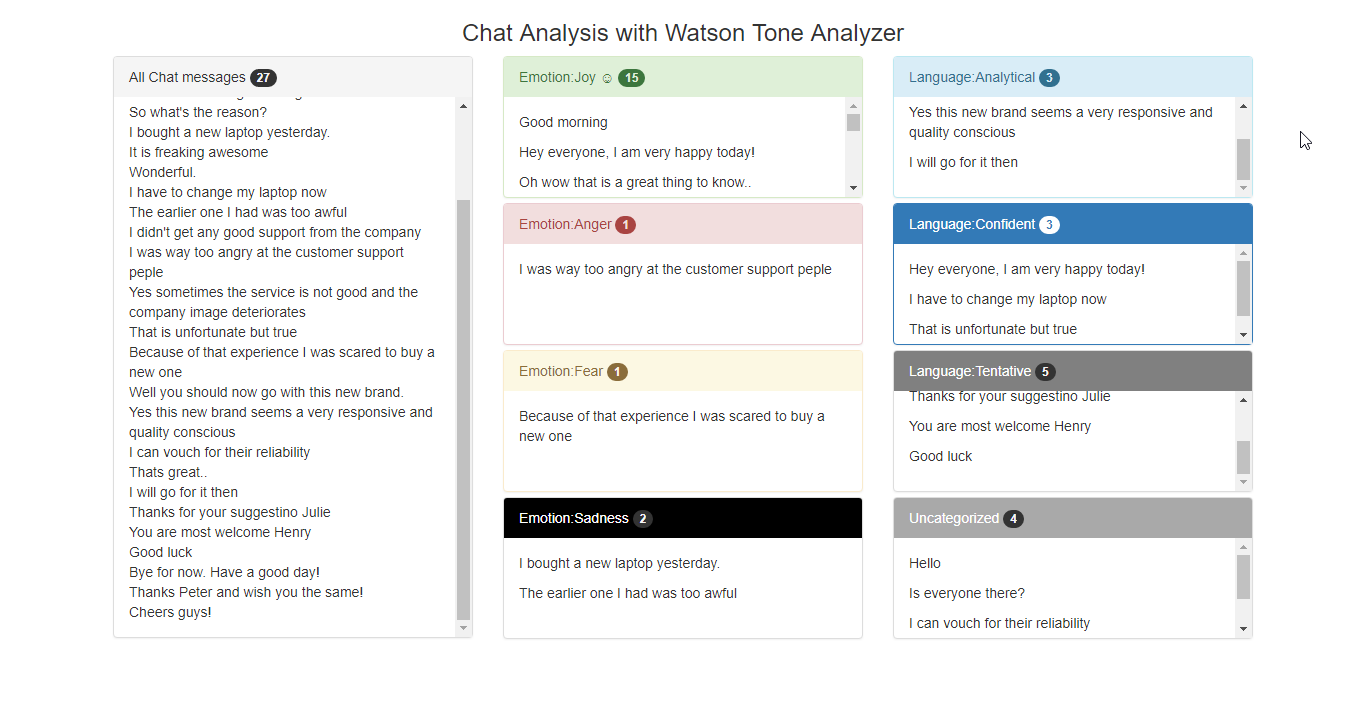 Chat Analysis with Watson Tone Analyzer
All Chat messages 27
So what's the reason?
I bought a new laptop yesterday.
It is freaking awesome
Wonderful.
I have to change my laptop now
The earlier one I had was too awful
I didn't get any good support from the company
I was way too angry at the customer support
peple
Yes sometimes the service is not good and the
company image deteriorates
That is unfortunate but true
Because of that experience I was scared to buy a
new one
Well you should now go with this new brand.
Yes this new brand seems a very responsive and
quality conscious
I can vouch for their reliability
Thats great..
I will go for it then
Thanks for your suggestino Julie
You are most welcome Henry
Good luck
Bye for now. Have a good day!
Thanks Peter and wish you the same!
Cheers guys!
Emotion:Joy ☺ 15
Good morning
Hey everyone, I am very happy today!
Oh wow that is a great thing to know..
Emotion:Anger 1
I was way too angry at the customer support peple
Emotion:Fear 1
Because of that experience I was scared to buy a
new one
Emotion:Sadness 2
I bought a new laptop yesterday.
The earlier one I had was too awful
Language:Analytical 3
Yes this new brand seems a very responsive and
quality conscious
I will go for it then
Language:Confident 3
Hey everyone, I am very happy today!
I have to change my laptop now
That is unfortunate but true
Language:Tentative 5
Thanks for your suggestino Julie
You are most welcome Henry
Good luck
Uncategorized 4
Hello
Is everyone there?
I can vouch for their reliability